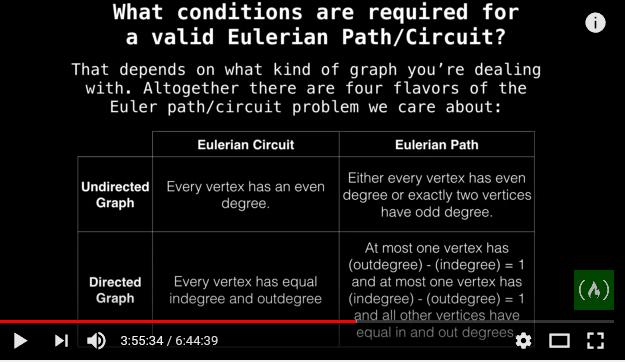 What conditions are required for
a valid Eulerian Path/Circuit?
That depends on what kind of graph you're dealing
with. Altogether there are four flavors of the
Euler path/circuit problem we care about:
Eulerian Circuit
Eulerian Path
Undirected
Graph
Every vertex has an even
degree.
Either every vertex has even
degree or exactly two vertices
have odd degree.
Directed
Graph
Every vertex has equal
indegree and outdegree
At most one vertex has
(outdegree) - (indegree) = 1
and at most one vertex has
(indegree) - (outdegree) = 1
and all other vertices have
equal in and out degrees.
3:55:34 / 6:44:39